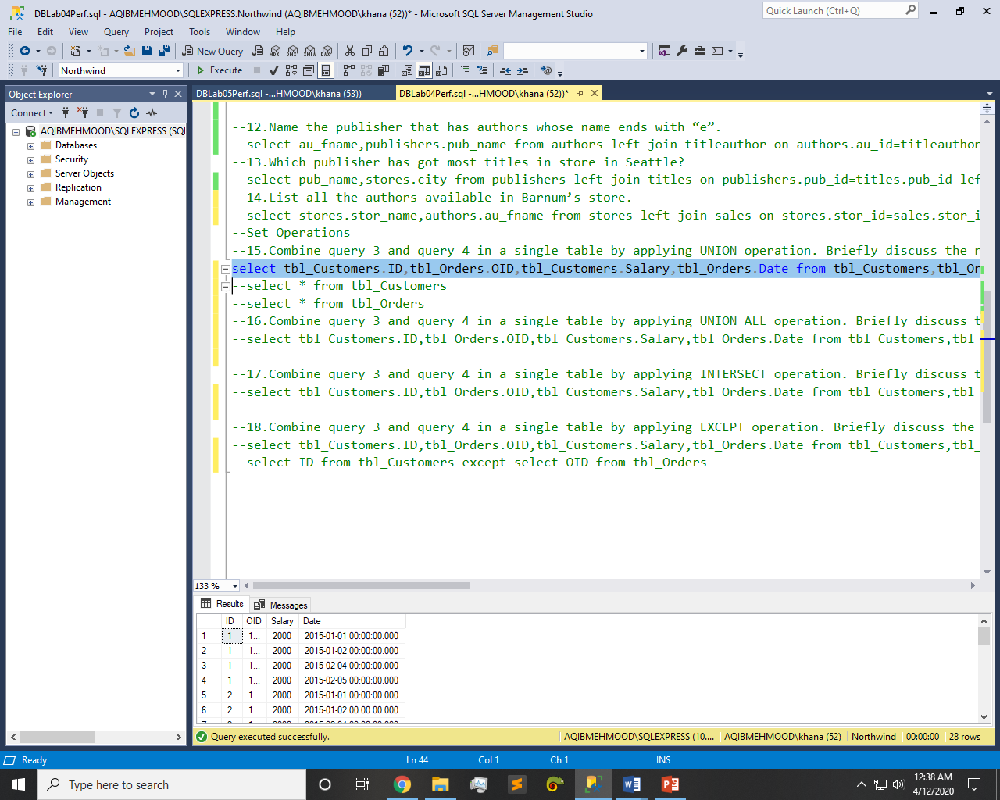 DBLab04Perf.sql - AQIBMEHMOOD\SQLEXPRESS.Northwind (AQIBMEHMOOD\khana (52))* - Microsoft SQL Server Management Studio
Quick Launch (Ctrl+Q)
File Edit View Query Project Tools Window Help
New Query
MDX DMX XMLA DAX
Northwind
Execute
Object Explorer
DBLab05Perf.sql -...HMOOD\khana (53))
DBLab04Perf.sql -...HMOOD\khana (52))*
Connect
AQIBMEHMOOD\SQLEXPRESS (SQL
Databases
Security
Server Objects
Replication
Management
--12.Name the publisher that has authors whose name ends with “e”.
--select au_fname,publishers.pub_name from authors left join titleauthor on authors.au_id=titleauthor
--13.Which publisher has got most titles in store in Seattle?
--select pub_name,stores.city from publishers left join titles on publishers.pub_id=titles.pub_id lef
--14.List all the authors available in Barnum’s store.
--select stores.stor_name,authors.au_fname from stores left join sales on stores.stor_id=sales.stor_i
--Set Operations
--15.Combine query 3 and query 4 in a single table by applying UNION operation. Briefly discuss the r
select tbl_Customers.ID,tbl_Orders.OID,tbl_Customers.Salary,tbl_Orders.Date from tbl_Customers,tbl_Or
--select * from tbl_Customers
--select * from tbl_Orders
--16.Combine query 3 and query 4 in a single table by applying UNION ALL operation. Briefly discuss t
--select tbl_Customers.ID,tbl_Orders.OID,tbl_Customers.Salary,tbl_Orders.Date from tbl_Customers,tbl_
--17.Combine query 3 and query 4 in a single table by applying INTERSECT operation. Briefly discuss t
--select tbl_Customers.ID,tbl_Orders.OID,tbl_Customers.Salary,tbl_Orders.Date from tbl_Customers,tbl_
--18.Combine query 3 and query 4 in a single table by applying EXCEPT operation. Briefly discuss the
--select tbl_Customers.ID,tbl_Orders.OID,tbl_Customers.Salary,tbl_Orders.Date from tbl_Customers,tbl_
--select ID from tbl_Customers except select OID from tbl_Orders
133 %
Results Messages
ID OID Salary Date
1 1 1... 2000 2015-01-01 00:00:00.000
2 1 1... 2000 2015-01-02 00:00:00.000
3 1 1... 2000 2015-02-04 00:00:00.000
4 1 1... 2000 2015-02-05 00:00:00.000
5 2 1... 2000 2015-01-01 00:00:00.000
6 2 1... 2000 2015-01-02 00:00:00.000
7 2 1... 2000 2015-02-04 00:00:00.000
Query executed successfully.
AQIBMEHMOOD\SQLEXPRESS (10.... AQIBMEHMOOD\khana (52) Northwind 00:00:00 28 rows
Ready Ln 44 Col 1 Ch 1 INS
Type here to search
12:38 AM
4/12/2020